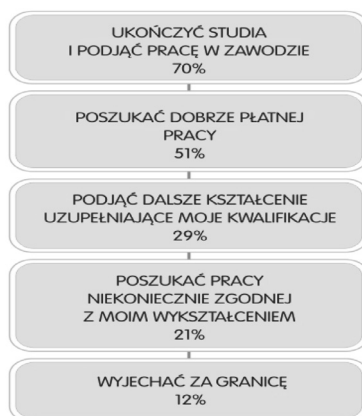 UKOŃCZYĆ STUDIA
I PODJĄĆ PRACĘ W ZAWODZIE
70%
POSZUKAĆ DOBRZE PŁATNEJ
PRACY
51%
PODJĄĆ DALSZE KSZTAŁCENIE
UZUPEŁNIAJĄCE MOJE KWALIFIKACJE
29%
POSZUKAĆ PRACY
NIEKONIECZNIE ZGODNEJ
Z MOIM WYKSZTAŁCENIEM
21%
WYJECHAĆ ZA GRANICĘ
12%